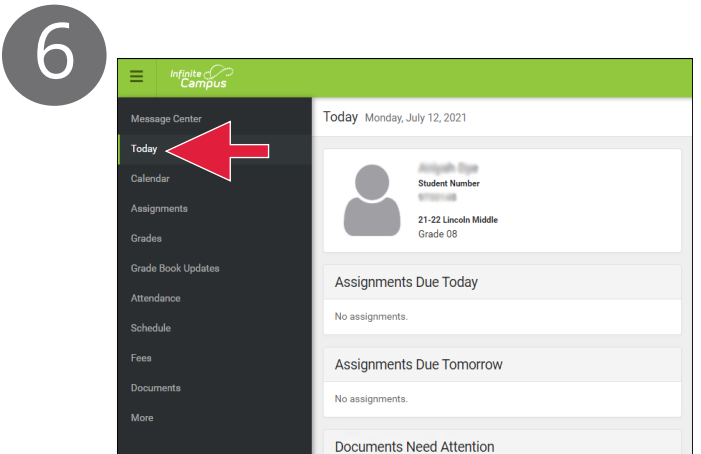 6
Infinite
Campus
Message Center
Today
Calendar
Assignments
Grades
Grade Book Updates
Attendance
Schedule
Fees
Documents
More
Today Monday, July 12, 2021
Student Number
21-22 Lincoln Middle
Grade 08
Assignments Due Today
No assignments.
Assignments Due Tomorrow
No assignments.
Documents Need Attention